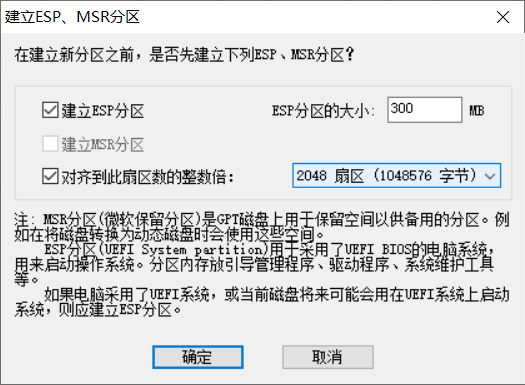 建立ESP、MSR分区
在建立新分区之前，是否先建立下列ESP、MSR分区?
建立ESP分区 ESP分区的大小: 300 MB
建立MSR分区
对齐到此扇区数的整数倍: 2048 扇区 (1048576 字节)
注: MSR分区(微软保留分区)是GPT磁盘上用于保留空间以供备用的分区。例
如在将磁盘转换为动态磁盘时会使用这些空间。
ESP分区(UEFI System partition)用于采用了UEFI BIOS的电脑系统，
用来启动操作系统。分区内存放引导管理程序、驱动程序、系统维护工具
等。
如果电脑采用了UEFI系统，或当前磁盘将来可能会用在UEFI系统上启动
系统，则应建立ESP分区。
确定 取消